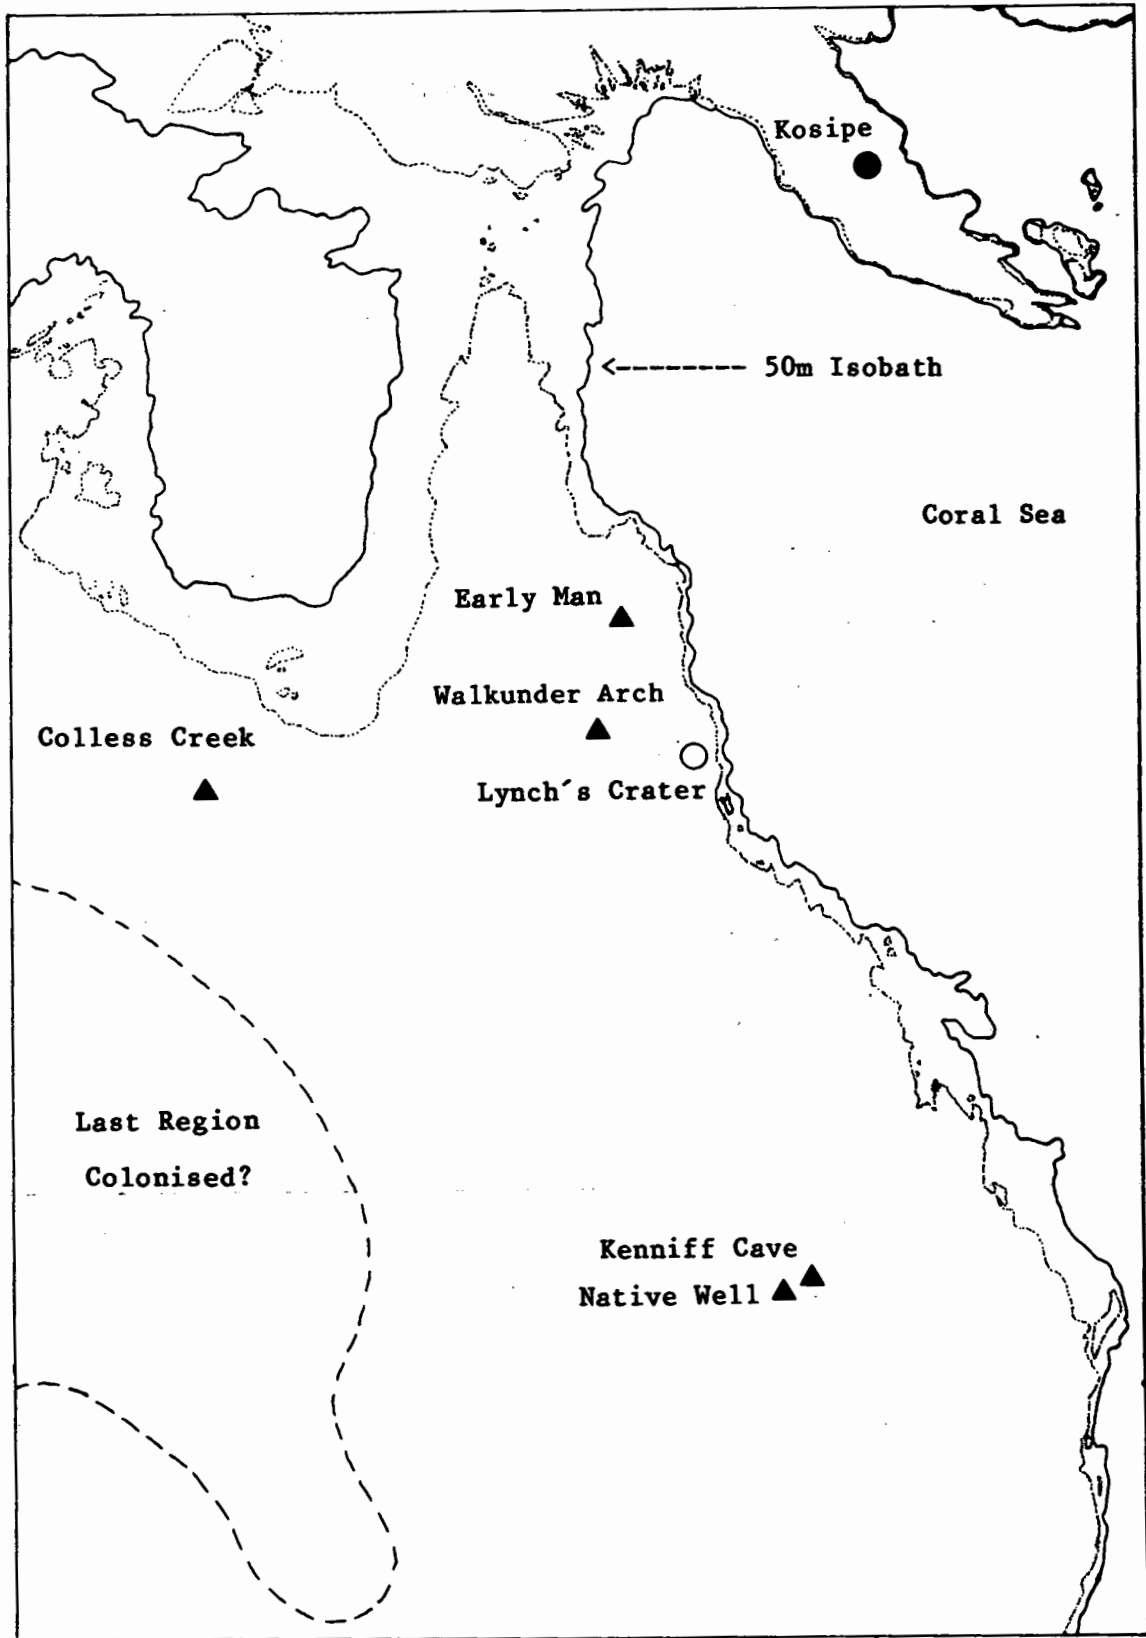 Kosipe
50m Isobath
Coral Sea
Early Man
Walkunder Arch
Colless Creek
Lynch´s Crater
Last Region
Colonised?
Kenniff Cave
Native Well